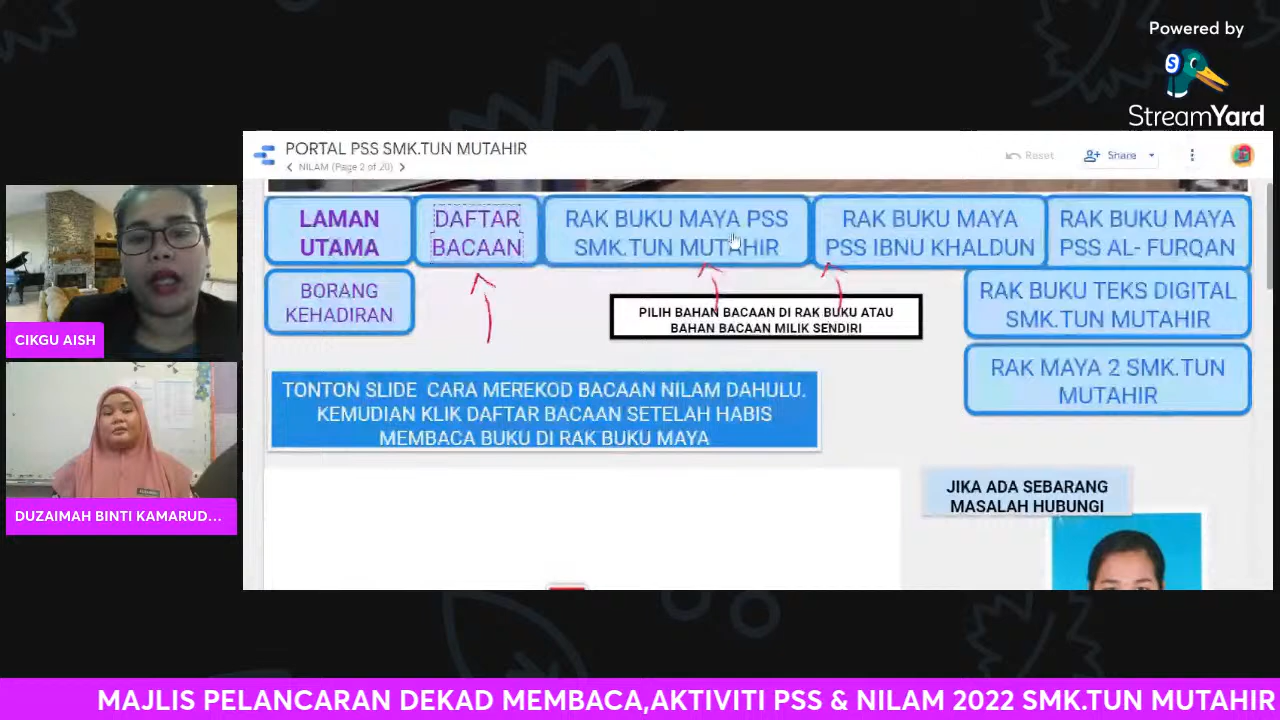 Powered by
StreamYard
PORTAL PSS SMK.TUN MUTAHIR
NILAM (Page 2 of 20)
Reset
Share
LAMAN
UTAMA
DAFTAR
BACAAN
RAK BUKU MAYA PSS
SMK.TUN MUTAHIR
RAK BUKU MAYA
PSS IBNU KHALDUN
RAK BUKU MAYA
PSS AL- FURQAN
BORANG
KEHADIRAN
PILIH BAHAN BACAAN DI RAK BUKU ATAU
BAHAN BACAAN MILIK SENDIRI
RAK BUKU TEKS DIGITAL
SMK.TUN MUTAHIR
RAK MAYA 2 SMK.TUN
MUTAHIR
TONTON SLIDE CARA MEREKOD BACAAN NILAM DAHULU.
KEMUDIAN KLIK DAFTAR BACAAN SETELAH HABIS
MEMBACA BUKU DI RAK BUKU MAYA
JIKA ADA SEBARANG
MASALAH HUBUNGI
CIKGU AISH
DUZAIMAH BINTI KAMARUD...
MAJLIS PELANCARAN DEKAD MEMBACA,AKTIVITI PSS & NILAM 2022 SMK.TUN MUTAHIR